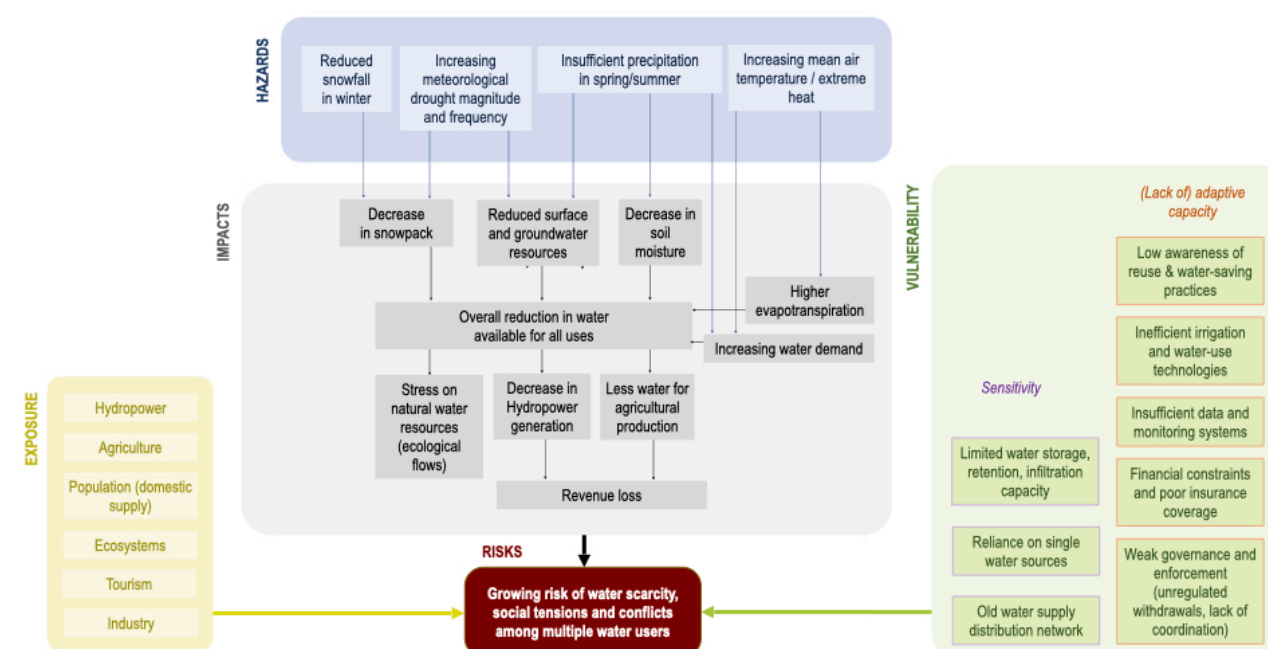 HAZARDS
Reduced
snowfall
in winter
Increasing
meteorological
drought magnitude
and frequency
Insufficient precipitation
in spring/summer
Increasing mean air
temperature / extreme
heat
IMPACTS
Decrease
in snowpack
Reduced surface
and groundwater
resources
Decrease in
soil
moisture
Higher
evapotranspiration
Overall reduction in water
available for all uses
Increasing water demand
Stress on
natural water
resources
(ecological
flows)
Decrease in
Hydropower
generation
Less water for
agricultural
production
Revenue loss
EXPOSURE
Hydropower
Agriculture
Population (domestic
supply)
Ecosystems
Tourism
Industry
RISKS
Growing risk of water scarcity,
social tensions and conflicts
among multiple water users
VULNERABILITY
Sensitivity
Limited water storage,
retention, infiltration
capacity
Reliance on single
water sources
Old water supply
distribution network
(Lack of) adaptive
capacity
Low awareness of
reuse & water-saving
practices
Inefficient irrigation
and water-use
technologies
Insufficient data and
monitoring systems
Financial constraints
and poor insurance
coverage
Weak governance and
enforcement
(unregulated
withdrawals, lack of
coordination)